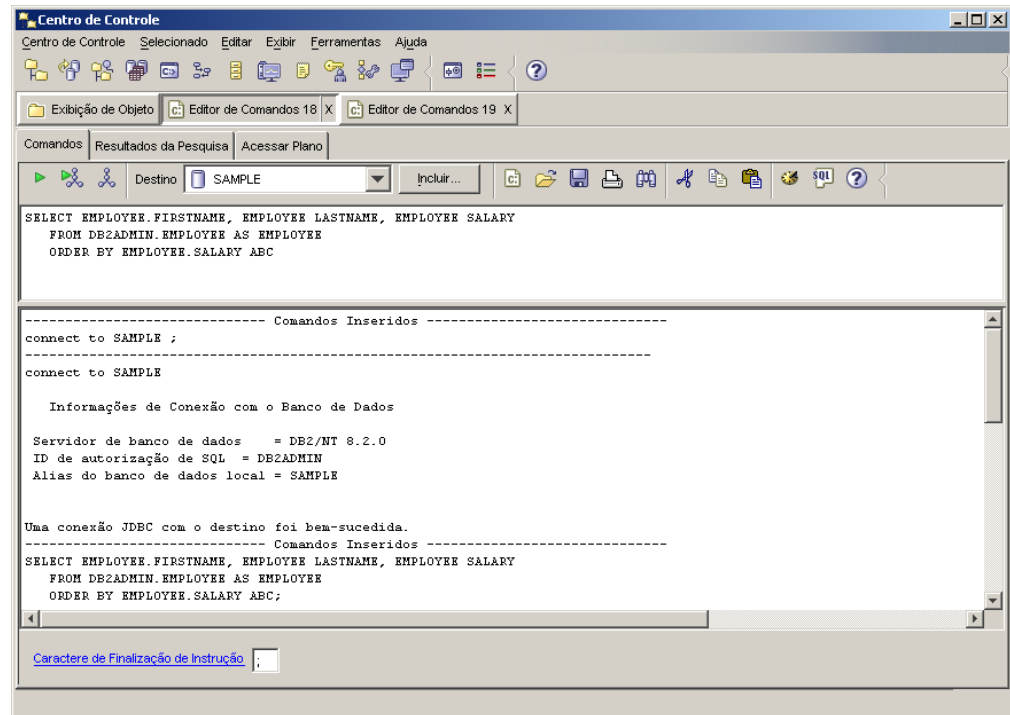 Centro de Controle
Centro de Controle Selecionado Editar Exibir Ferramentas Ajuda
Exibição de Objeto Editor de Comandos 18 X Editor de Comandos 19 X
Comandos Resultados da Pesquisa Acessar Plano
Destino SAMPLE Incluir... SQL
SELECT EMPLOYEE.FIRSTNAME, EMPLOYEE LASTNAME, EMPLOYEE SALARY
FROM DB2ADMIN.EMPLOYEE AS EMPLOYEE
ORDER BY EMPLOYEE.SALARY ABC
------------------------------ Comandos Inseridos ------------------------------
connect to SAMPLE ;
------------------------------------------------------------------------------
connect to SAMPLE
Informações de Conexão com o Banco de Dados
Servidor de banco de dados = DB2/NT 8.2.0
ID de autorização de SQL = DB2ADMIN
Alias do banco de dados local = SAMPLE
Uma conexão JDBC com o destino foi bem-sucedida.
------------------------------ Comandos Inseridos ------------------------------
SELECT EMPLOYEE.FIRSTNAME, EMPLOYEE LASTNAME, EMPLOYEE SALARY
FROM DB2ADMIN.EMPLOYEE AS EMPLOYEE
ORDER BY EMPLOYEE.SALARY ABC;
Caractere de Finalização de Instrução ;